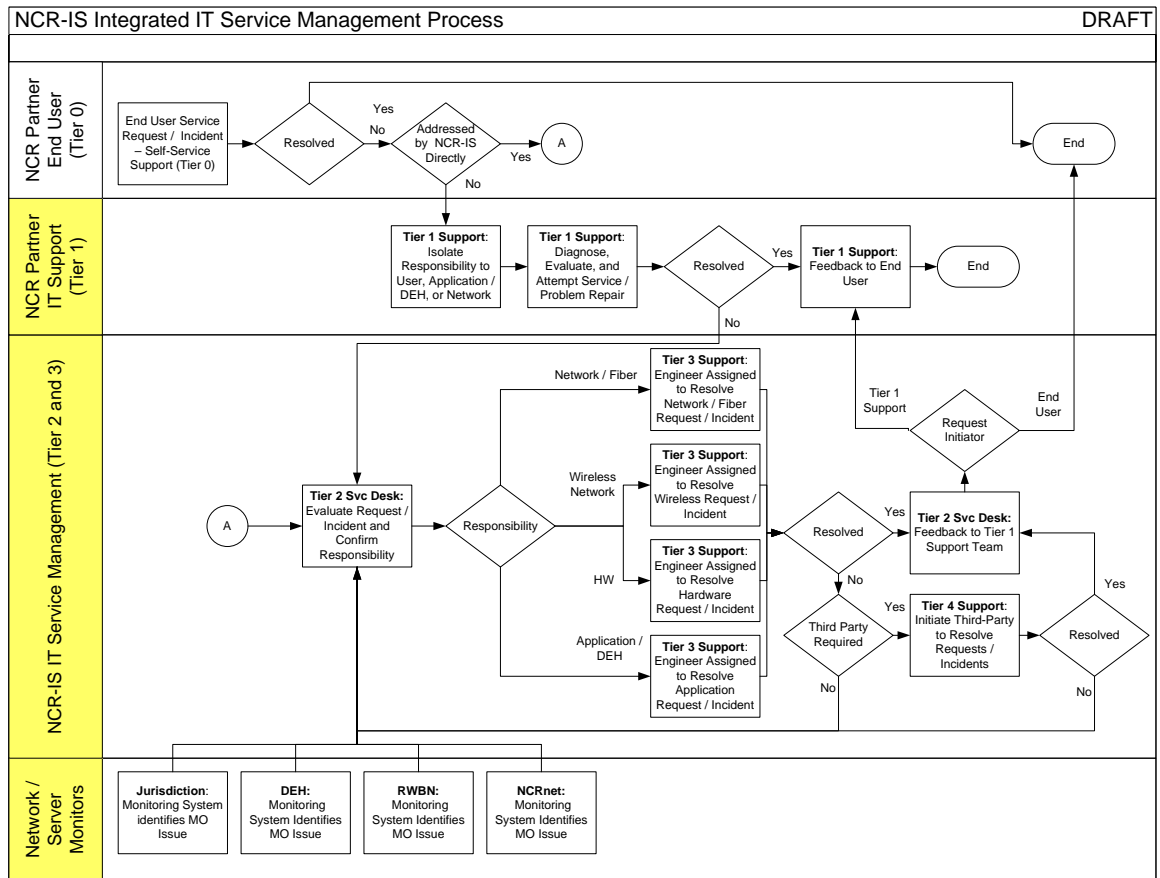 NCR-IS Integrated IT Service Management Process
DRAFT
NCR Partner
End User
(Tier 0)
End User Service
Request / Incident
– Self-Service
Support (Tier 0)
Resolved
Yes
No
Addressed
by NCR-IS
Directly
Yes
No
A
End
NCR Partner
IT Support
(Tier 1)
Tier 1 Support:
Isolate
Responsibility to
User, Application /
DEH, or Network
Tier 1 Support:
Diagnose,
Evaluate, and
Attempt Service /
Problem Repair
Resolved
Yes
No
Tier 1 Support:
Feedback to End
User
End
NCR-IS IT Service Management (Tier 2 and 3)
A
Tier 2 Svc Desk:
Evaluate Request /
Incident and
Confirm
Responsibility
Responsibility
Network / Fiber
Wireless
Network
HW
Application /
DEH
Tier 3 Support:
Engineer Assigned
to Resolve
Network / Fiber
Request / Incident
Tier 3 Support:
Engineer Assigned
to Resolve
Wireless Request /
Incident
Tier 3 Support:
Engineer Assigned
to Resolve
Hardware
Request / Incident
Tier 3 Support:
Engineer Assigned
to Resolve
Application
Request / Incident
Resolved
Yes
No
Tier 1
Support
End
User
Request
Initiator
Tier 2 Svc Desk:
Feedback to Tier 1
Support Team
Third Party
Required
Yes
No
Tier 4 Support:
Initiate Third-Party
to Resolve
Requests /
Incidents
Resolved
Yes
No
Network /
Server
Monitors
Jurisdiction:
Monitoring System
identifies MO
Issue
DEH:
Monitoring
System Identifies
MO Issue
RWBN:
Monitoring
System Identifies
MO Issue
NCRnet:
Monitoring
System Identifies
MO Issue